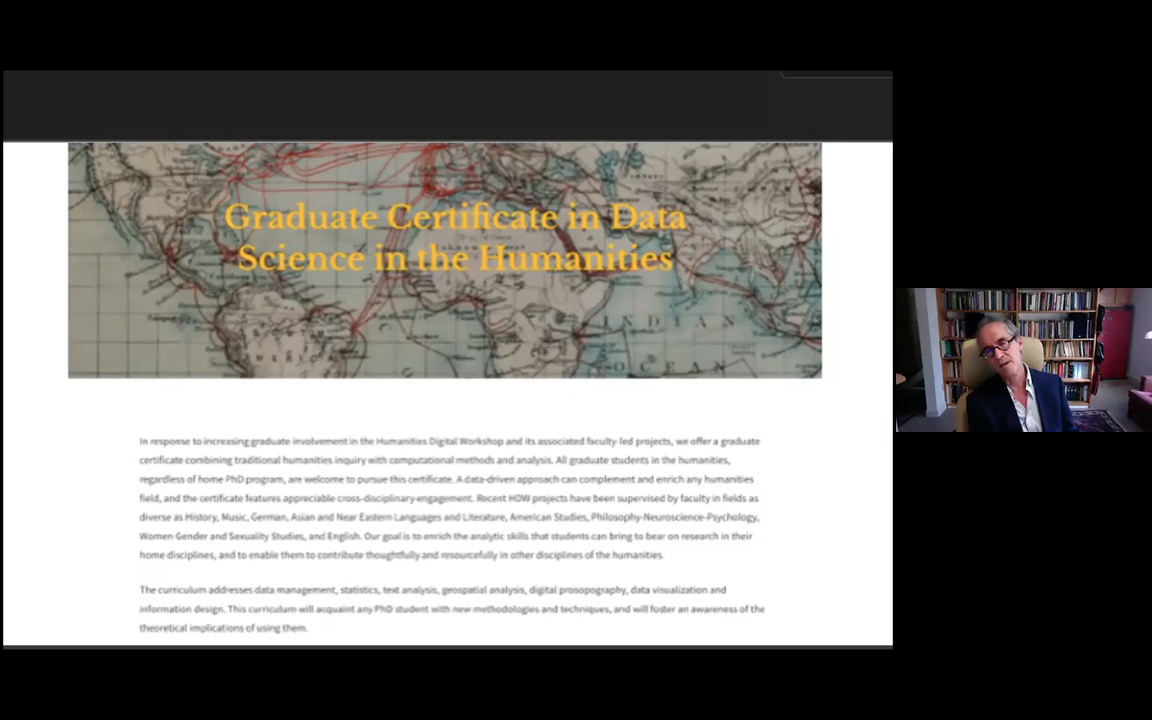 Graduate Certificate in Data
Science in the Humanities
INDIAN
OCEAN
AMERICA
In response to increasing graduate involvement in the Humanities Digital Workshop and its associated faculty-led projects, we offer a graduate
certificate combining traditional humanities inquiry with computational methods and analysis. All graduate students in the humanities,
regardless of home PhD program, are welcome to pursue this certificate. A data-driven approach can complement and enrich any humanities
field, and the certificate features appreciable cross-disciplinary engagement. Recent HDW projects have been supervised by faculty in fields as
diverse as History, Music, German, Asian and Near Eastern Languages and Literature, American Studies, Philosophy-Neuroscience-Psychology,
Women Gender and Sexuality Studies, and English. Our goal is to enrich the analytic skills that students can bring to bear on research in their
home disciplines, and to enable them to contribute thoughtfully and resourcefully in other disciplines of the humanities.
The curriculum addresses data management, statistics, text analysis, geospatial analysis, digital prosopography, data visualization and
information design. This curriculum will acquaint any PhD student with new methodologies and techniques, and will foster an awareness of the
theoretical implications of using them.